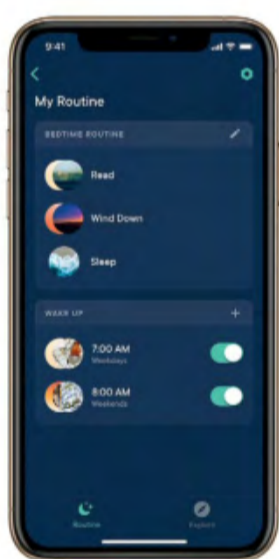 9:41
My Routine
BEDTIME ROUTINE
Read
Wind Down
Sleep
WAKE UP
7:00 AM
Weekdays
8:00 AM
Weekends
Routine
Explore